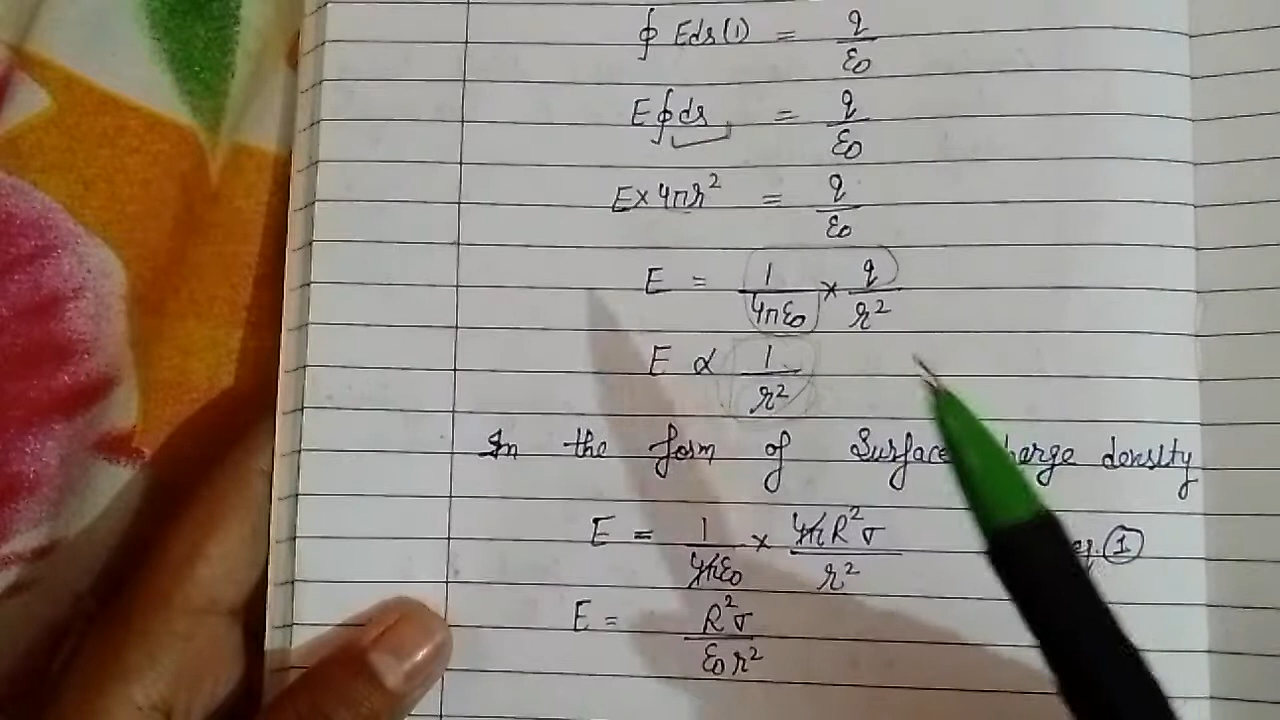 ∮ Eds(1) = q/ε0
E∮ds = q/ε0
E×4πr² = q/ε0
E = 1/4πε0 × q/r²
E ∝ 1/r²
In the form of Surface density
E = 1/4πε0 × 4πR²σ/r² ①
E = R²σ/ε0r²